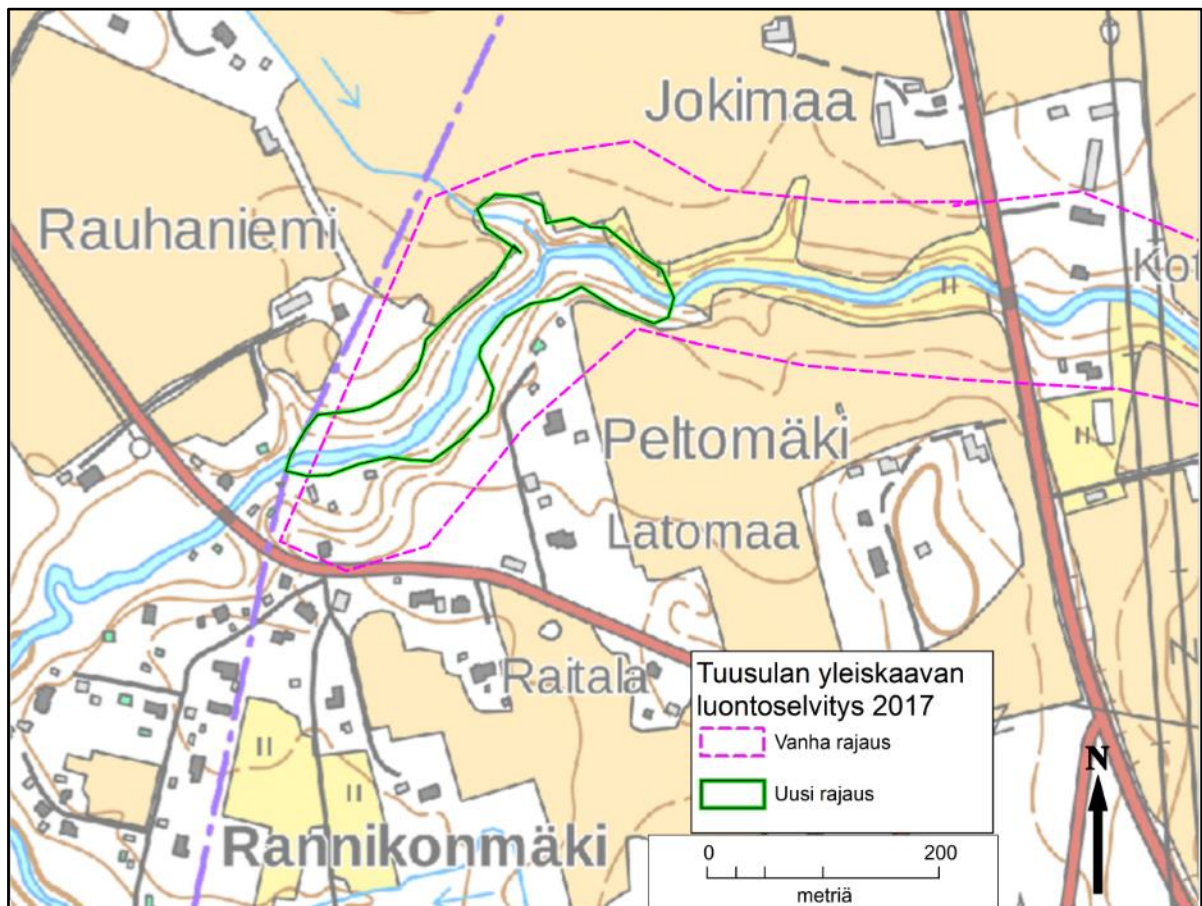 Jokimaa
Rauhaniemi
Kot
Peltomäki
Latomaa
Raitala
Rannikonmäki
Tuusulan yleiskaavan
luontoselvitys 2017
Vanha rajaus
Uusi rajaus
N
0 200
metriä